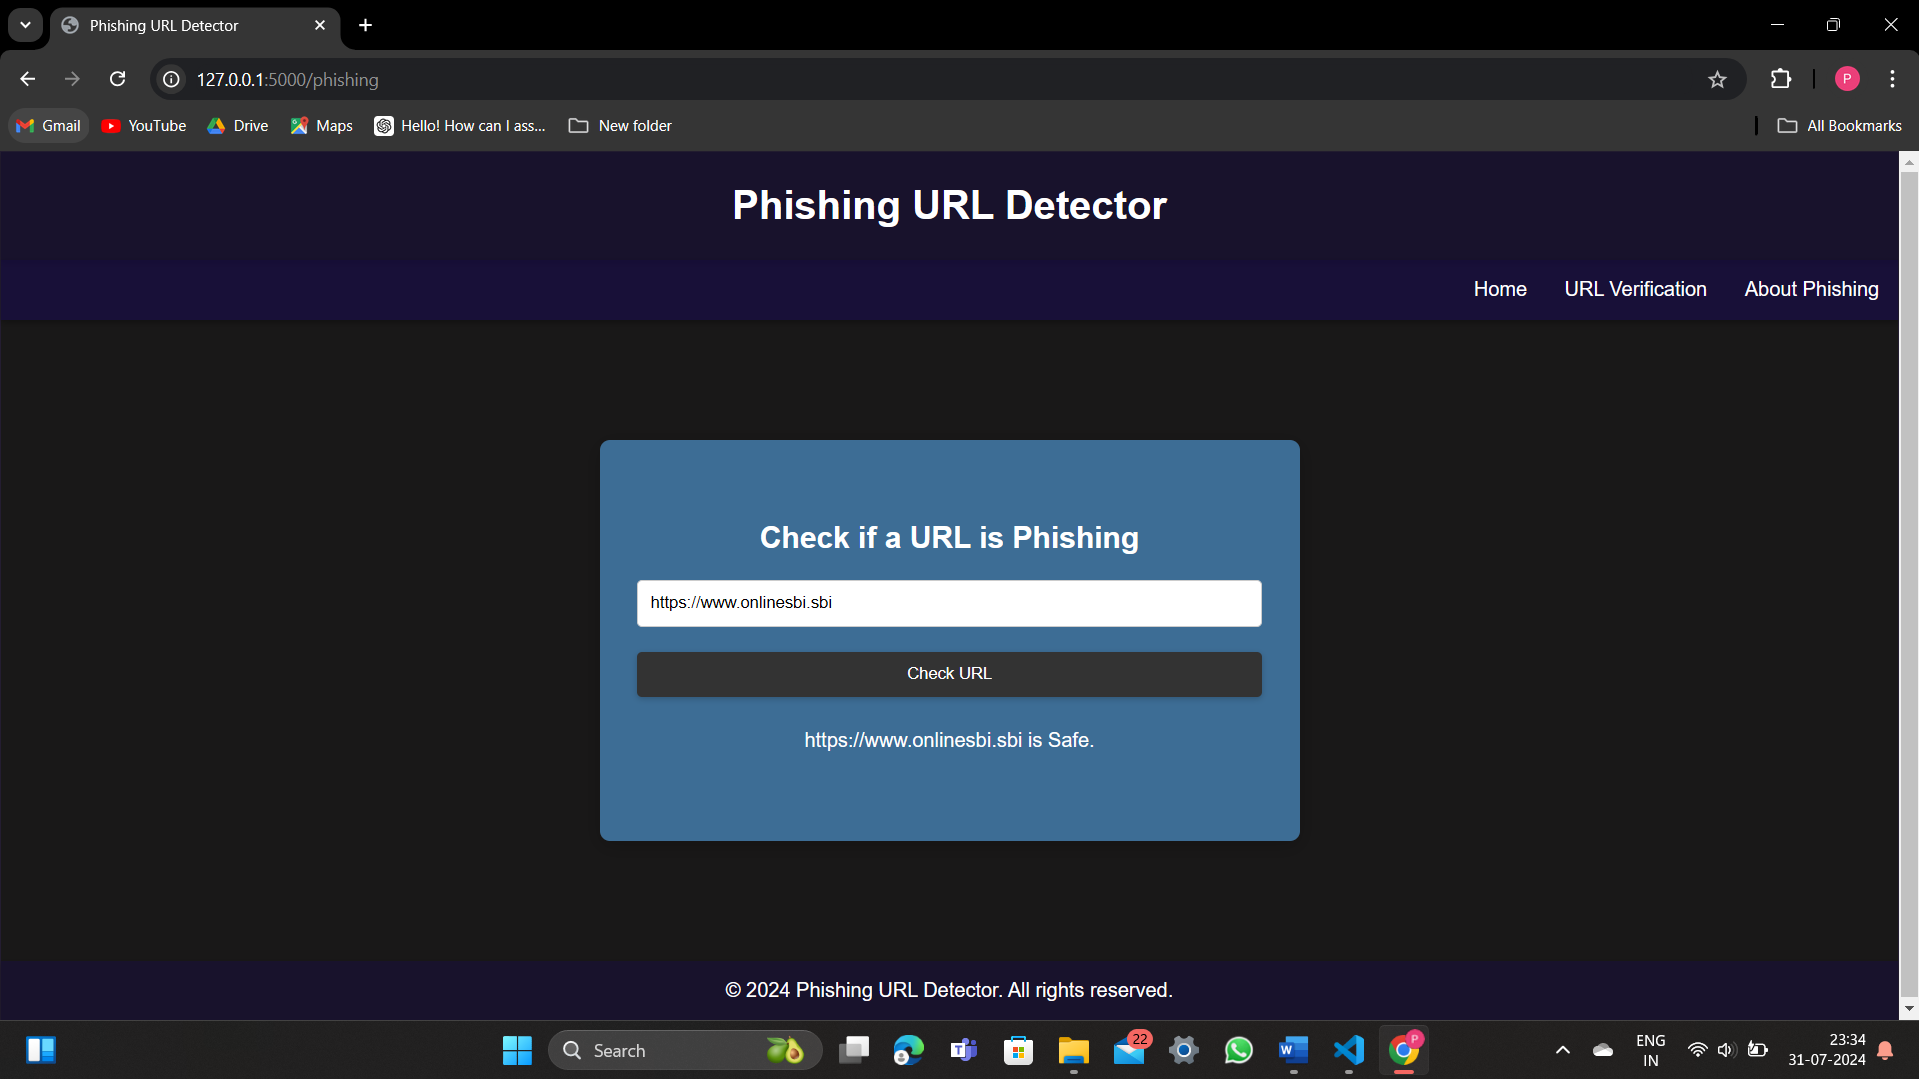 Phishing URL Detector
127.0.0.1:5000/phishing
P
Gmail
YouTube
Drive
Maps
Hello! How can I ass...
New folder
All Bookmarks
Phishing URL Detector
Home
URL Verification
About Phishing
Check if a URL is Phishing
https://www.onlinesbi.sbi
Check URL
https://www.onlinesbi.sbi is Safe.
© 2024 Phishing URL Detector. All rights reserved.
Search
T
22
W
P
ENG
IN
23:34
31-07-2024